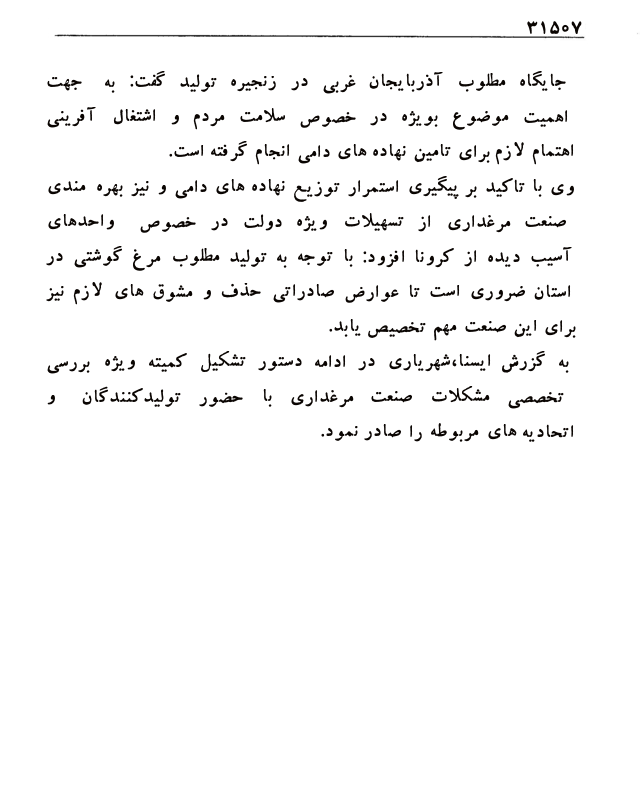 ۳۱۵۰۷
جایگاه مطلوب آذربایجان غربی در زنجیره تولید گفت: به جهت
اهمیت موضوع بویژه در خصوص سلامت مردم و اشتغال آفرینی
اهتمام لازم برای تامین نهاده های دامی انجام گرفته است.
وی با تاکید بر پیگیری استمرار توزیع نهاده های دامی و نیز بهره مندی
صنعت مرغداری از تسهیلات ویژه دولت در خصوص واحدهای
آسیب دیده از کرونا افزود: با توجه به تولید مطلوب مرغ گوشتی در
استان ضروری است تا عوارض صادراتی حذف و مشوق های لازم نیز
برای این صنعت مهم تخصیص یابد.
به گزرش ایسنا،شهریاری در ادامه دستور تشکیل کمیته ویژه بررسی
تخصصی مشکلات صنعت مرغداری با حضور تولیدکنندگان و
اتحادیه های مربوطه را صادر نمود.